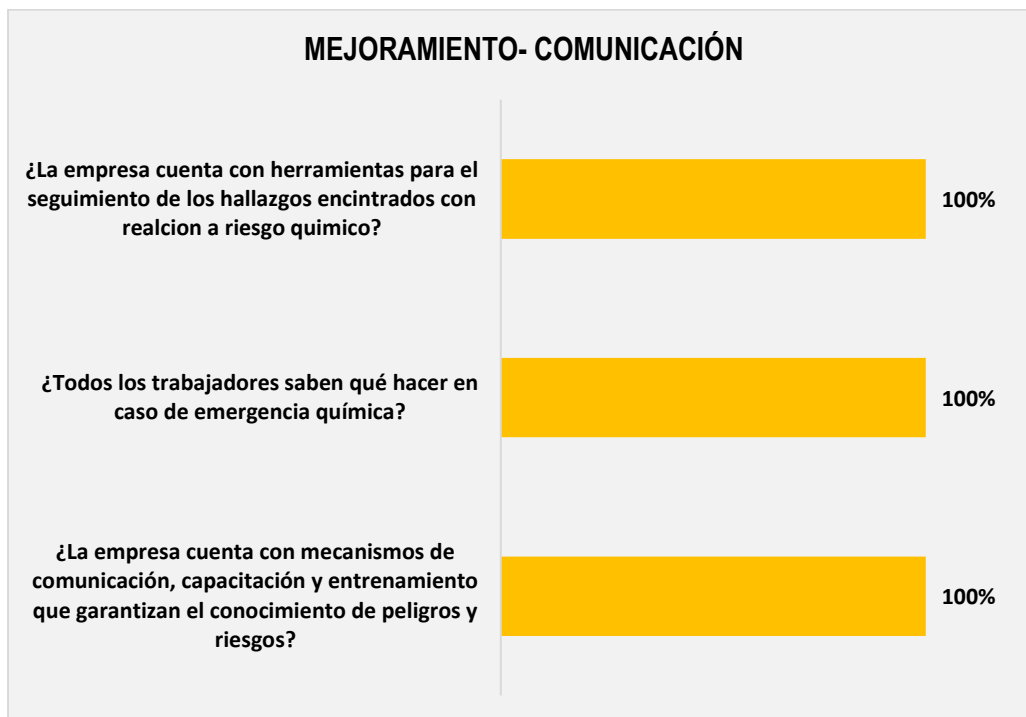 MEJORAMIENTO- COMUNICACIÓN
¿La empresa cuenta con herramientas para el
seguimiento de los hallazgos encintrados con
realcion a riesgo quimico?
100%
¿Todos los trabajadores saben qué hacer en
caso de emergencia química?
100%
¿La empresa cuenta con mecanismos de
comunicación, capacitación y entrenamiento
que garantizan el conocimiento de peligros y
riesgos?
100%